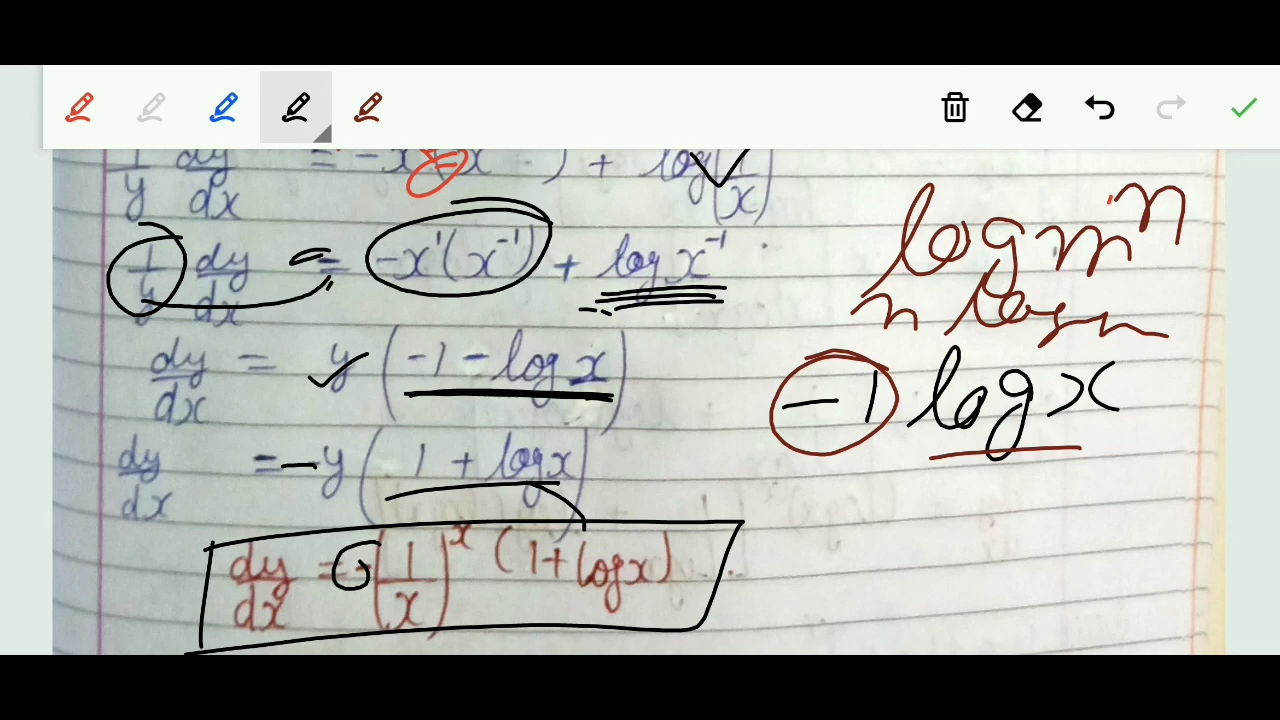 1/y dy/dx = -x(-x ) + log(1/x)
1/y dy/dx = -x¹(x⁻¹) + log x⁻¹
dy/dx = y (-1 - log x)
dy/dx = -y (1 + log x)
dy/dx = -(1/x)ˣ (1+log x)
log mⁿ
n log m
-1 log x